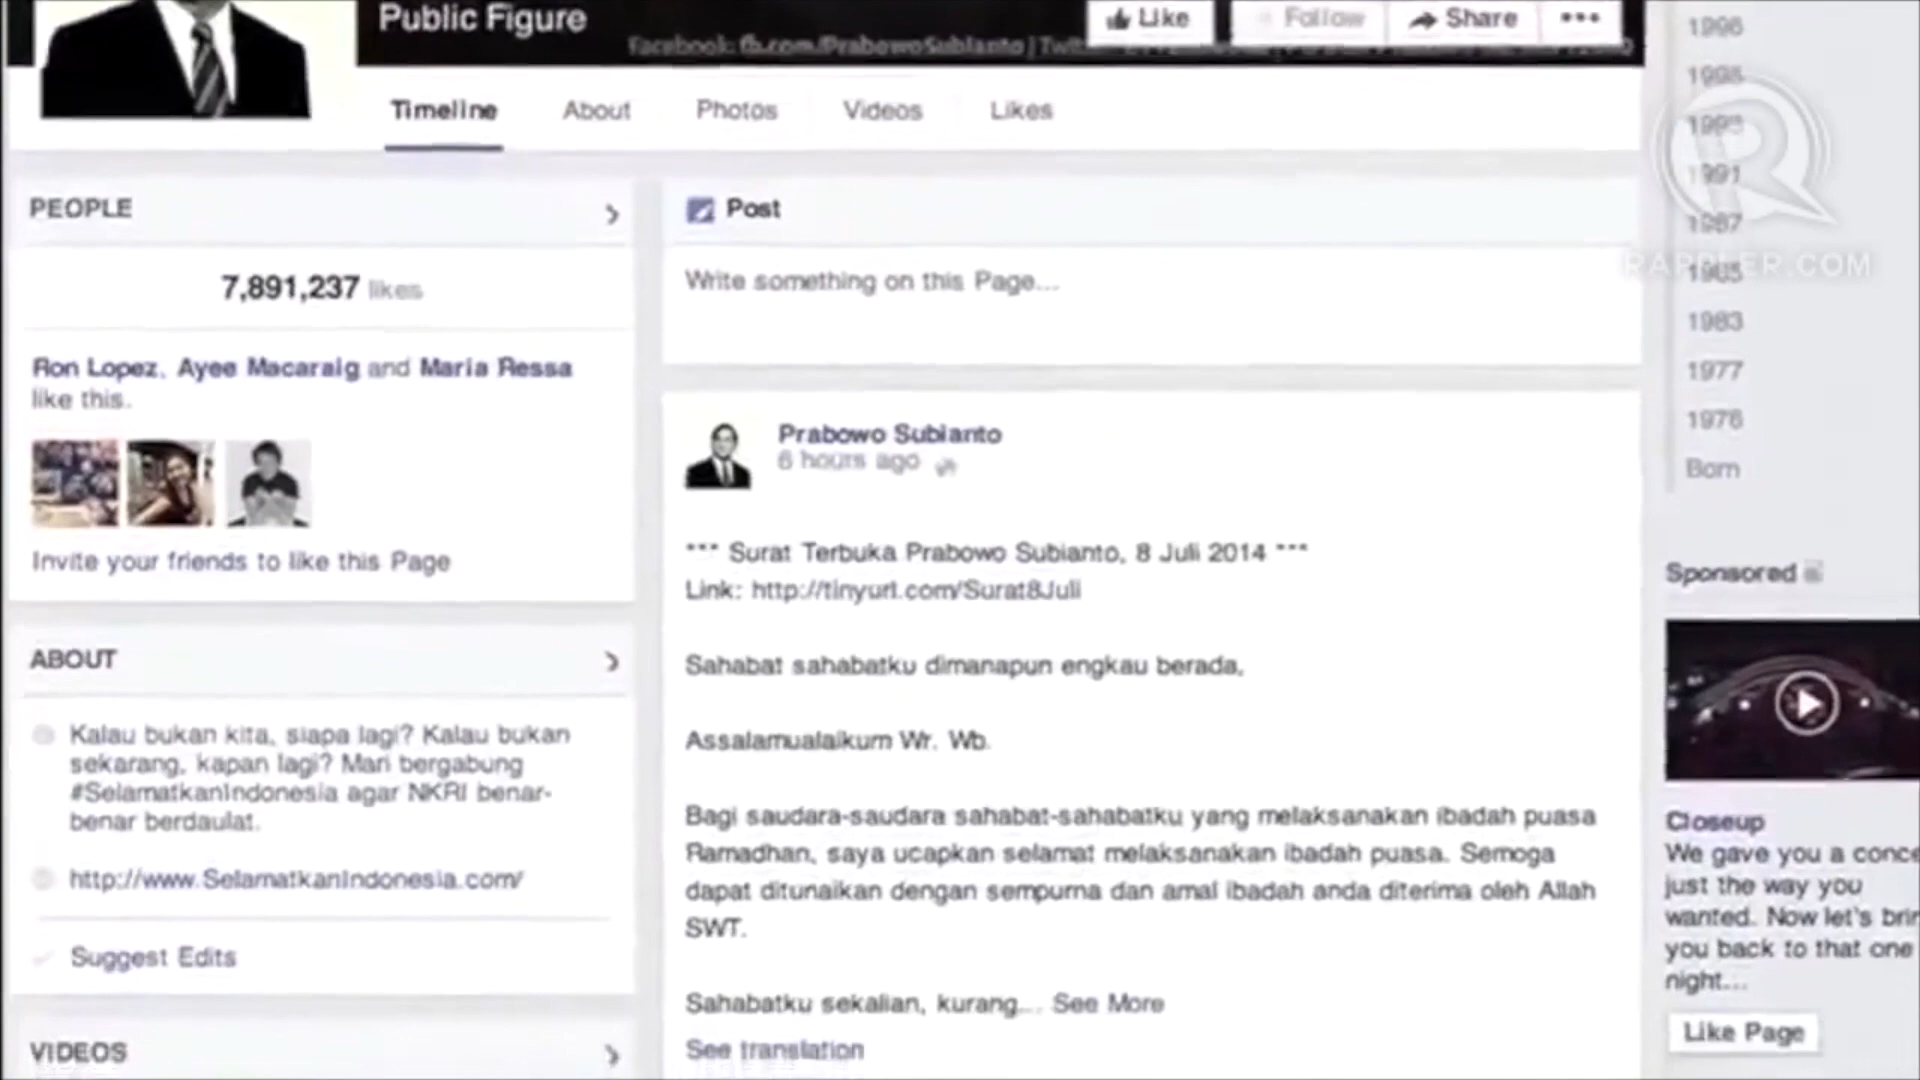 Public Figure
Like
Follow
Share
Facebook: fb.com/PrabowoSubianto |
Timeline
About
Photos
Videos
Likes
PEOPLE
7,891,237 likes
Ron Lopez, Ayee Macaraig and Maria Ressa
like this.
Invite your friends to like this Page
ABOUT
Kalau bukan kita, siapa lagi? Kalau bukan
sekarang, kapan lagi? Mari bergabung
#SelamatkanIndonesia agar NKRI benar-
benar berdaulat.
http://www.SelamatkanIndonesia.com/
Suggest Edits
VIDEOS
Post
Write something on this Page...
Prabowo Subianto
6 hours ago
*** Surat Terbuka Prabowo Subianto, 8 Juli 2014 ***
Link: http://tinyurl.com/Surat8Juli
Sahabat sahabatku dimanapun engkau berada,
Assalamualaikum Wr. Wb.
Bagi saudara-saudara sahabat-sahabatku yang melaksanakan ibadah puasa
Ramadhan, saya ucapkan selamat melaksanakan ibadah puasa. Semoga
dapat ditunaikan dengan sempurna dan amal ibadah anda diterima oleh Allah
SWT.
Sahabatku sekalian, kurang... See More
See translation
1991
1987
1985
1983
1977
1976
Born
RAPPLER.COM
Sponsored
Closeup
We gave you a conce
just the way you
wanted. Now let's brin
you back to that one
night...
Like Page